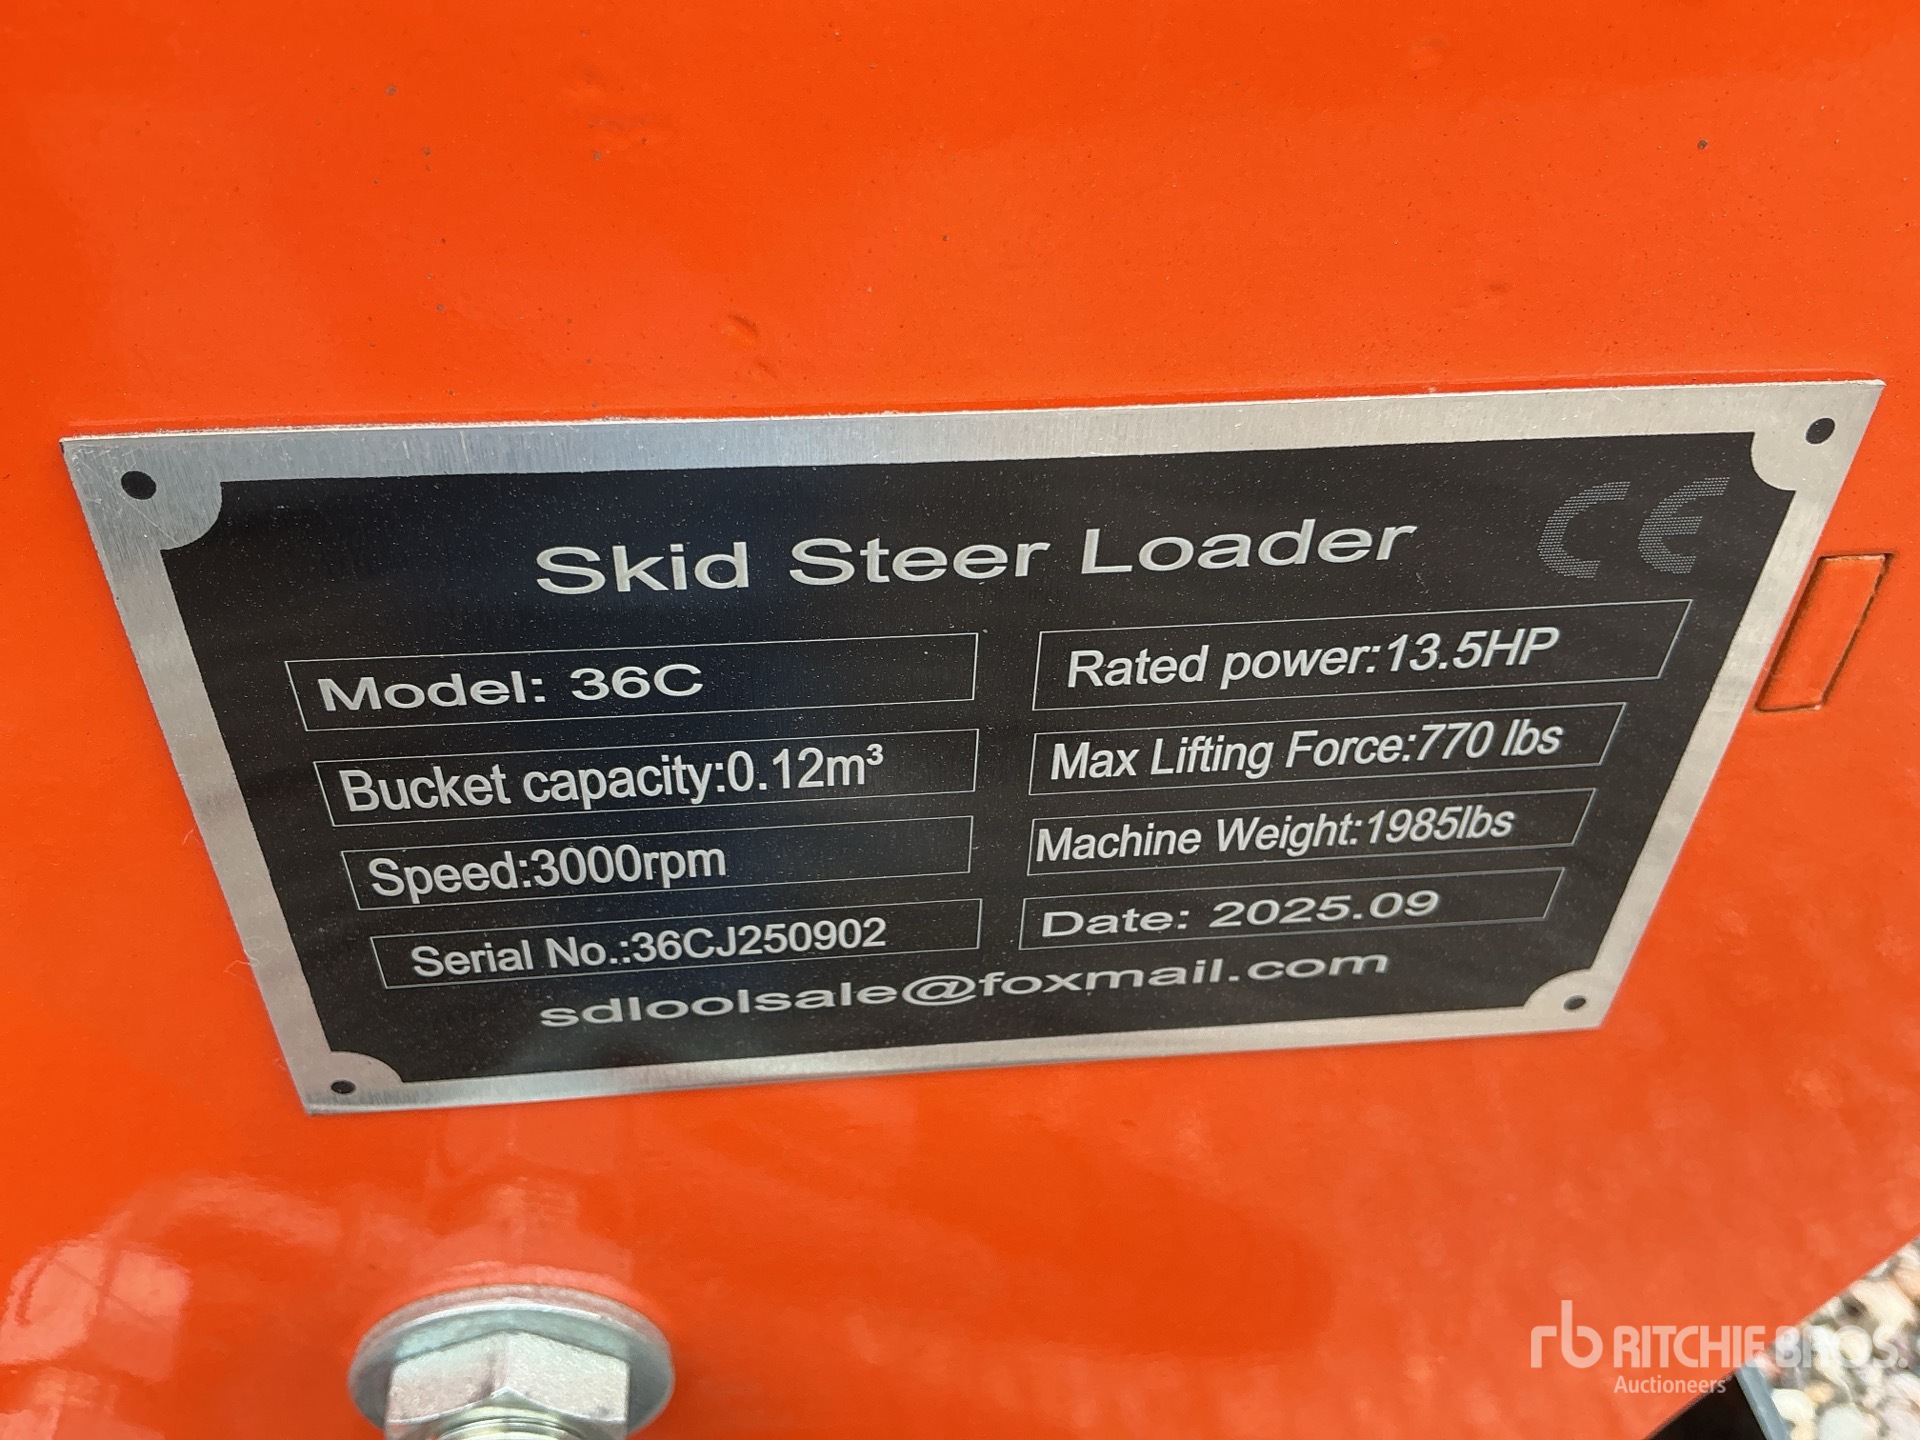 CE
Skid Steer Loader
Model: 36C
Rated power:13.5HP
Bucket capacity:0.12m³
Max Lifting Force:770 lbs
Speed:3000rpm
Machine Weight:1985lbs
Serial No.:36CJ250902
Date: 2025.09
sdloolsale@foxmail.com
rb RITCHIE BROS.
Auctioneers